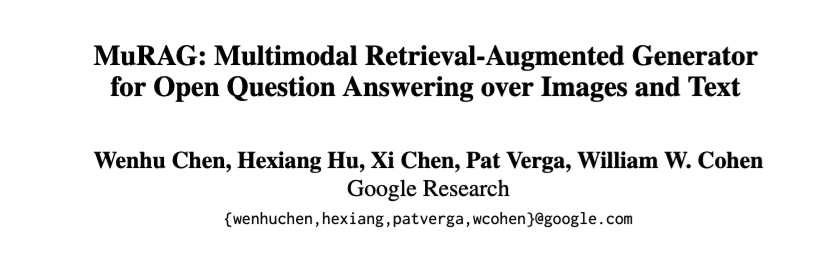 MuRAG: Multimodal Retrieval-Augmented Generator
for Open Question Answering over Images and Text
Wenhu Chen, Hexiang Hu, Xi Chen, Pat Verga, William W. Cohen
Google Research
{wenhuchen,hexiang,patverga,wcohen}@google.com